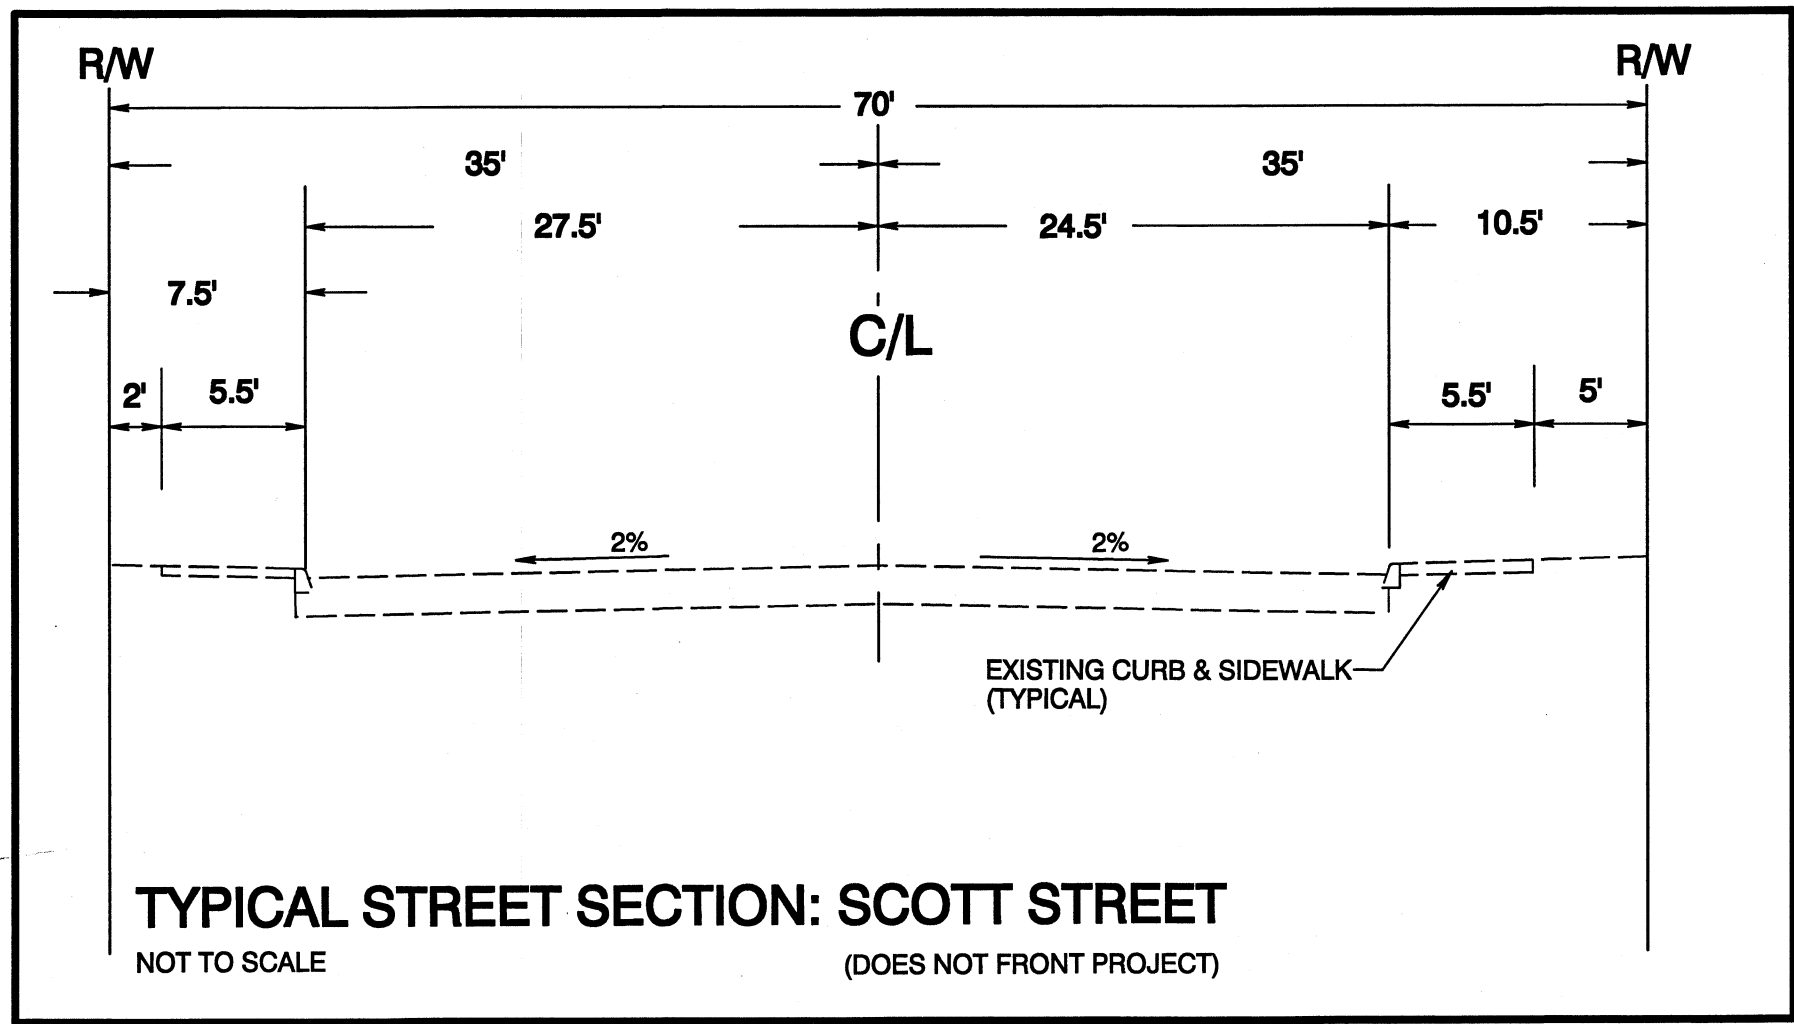 R/W
R/W
70'
35'
35'
27.5'
24.5'
10.5'
7.5'
C/L
2'
5.5'
5.5'
5'
2%
2%
EXISTING CURB & SIDEWALK
(TYPICAL)
TYPICAL STREET SECTION: SCOTT STREET
NOT TO SCALE
(DOES NOT FRONT PROJECT)